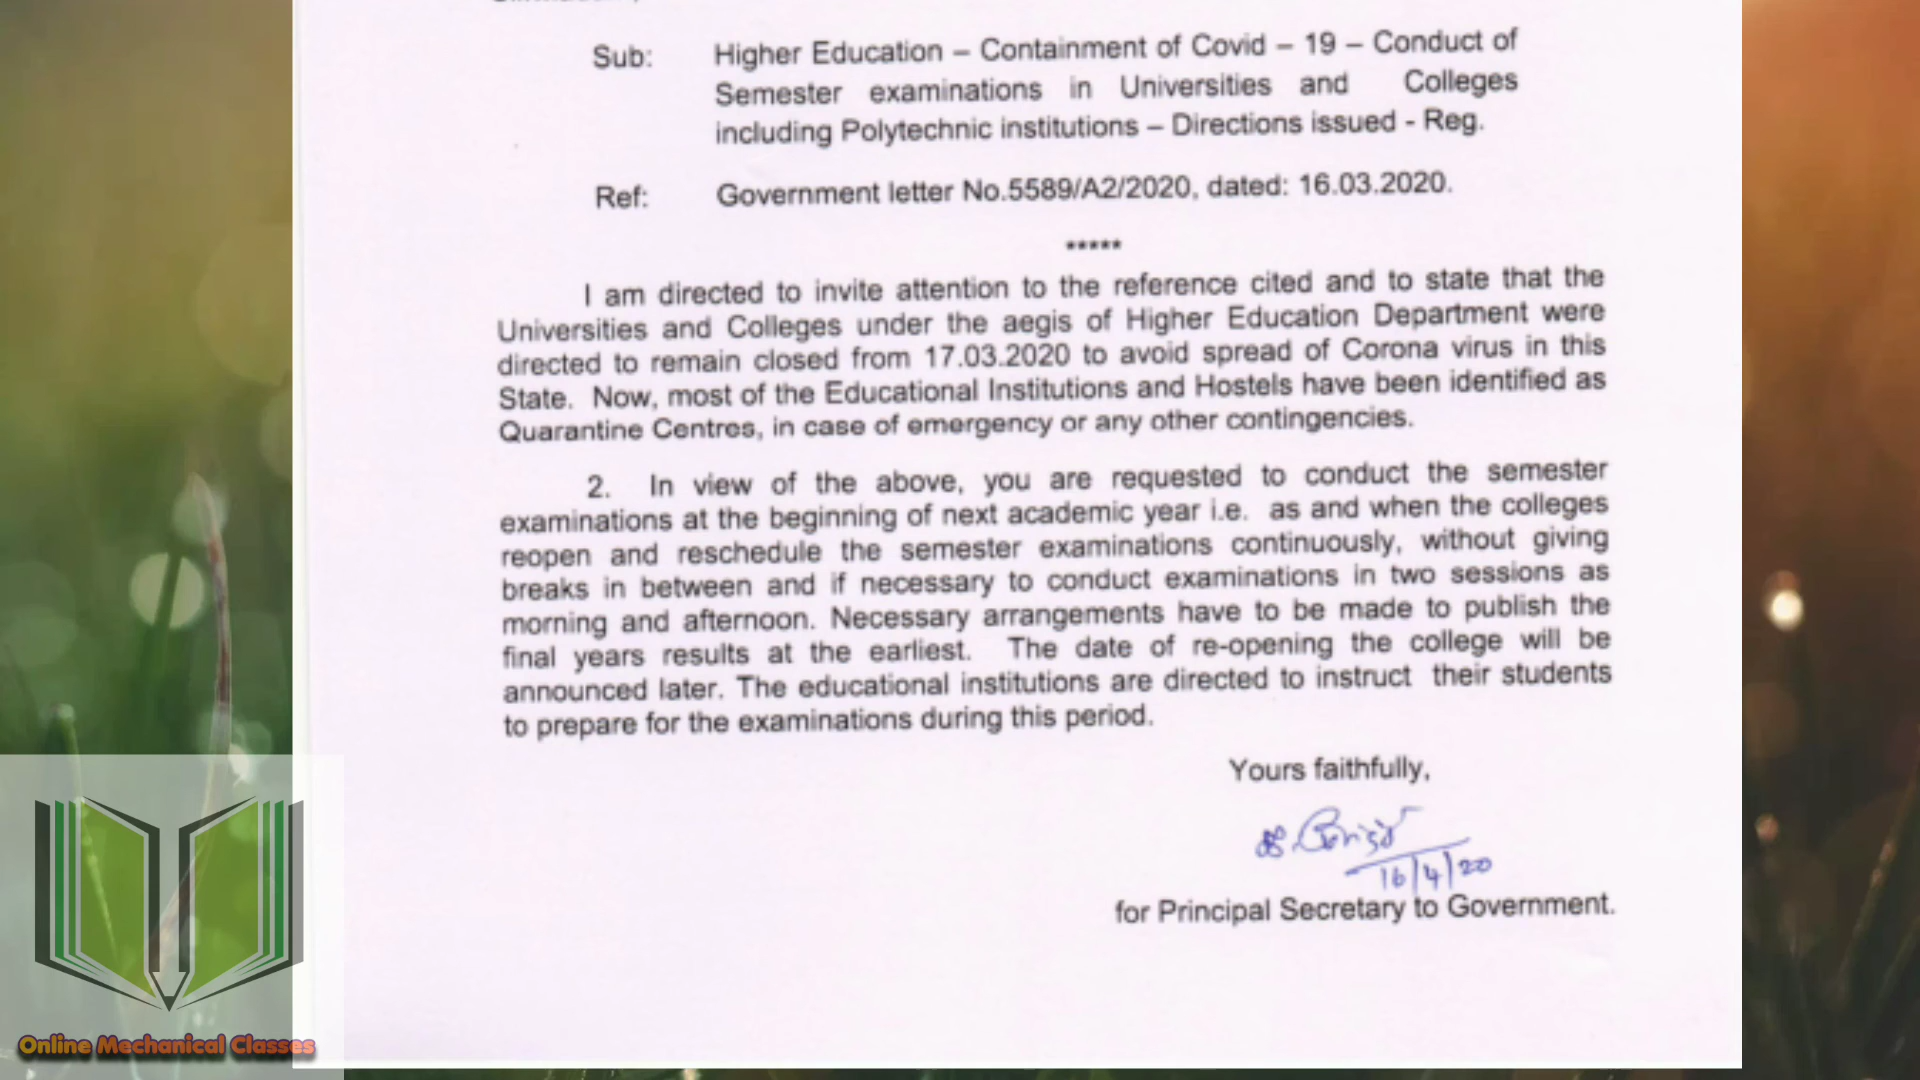 Sub: Higher Education – Containment of Covid – 19 – Conduct of
Semester examinations in Universities and Colleges
including Polytechnic institutions – Directions issued - Reg.
Ref: Government letter No.5589/A2/2020, dated: 16.03.2020.
*****
I am directed to invite attention to the reference cited and to state that the
Universities and Colleges under the aegis of Higher Education Department were
directed to remain closed from 17.03.2020 to avoid spread of Corona virus in this
State. Now, most of the Educational Institutions and Hostels have been identified as
Quarantine Centres, in case of emergency or any other contingencies.
2. In view of the above, you are requested to conduct the semester
examinations at the beginning of next academic year i.e. as and when the colleges
reopen and reschedule the semester examinations continuously, without giving
breaks in between and if necessary to conduct examinations in two sessions as
morning and afternoon. Necessary arrangements have to be made to publish the
final years results at the earliest. The date of re-opening the college will be
announced later. The educational institutions are directed to instruct their students
to prepare for the examinations during this period.
Yours faithfully,
16/4/20
for Principal Secretary to Government.
Online Mechanical Classes